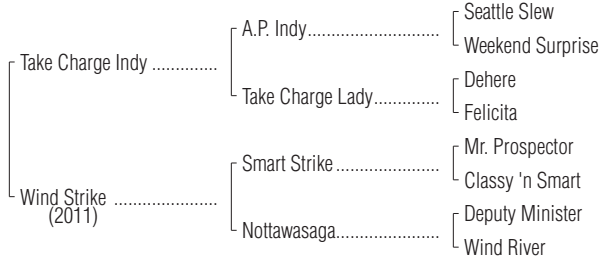 Seattle Slew
A.P. Indy..............................
Weekend Surprise
Take Charge Indy ...............
Dehere
Take Charge Lady...............
Felicita
Mr. Prospector
Smart Strike ........................
Classy 'n Smart
Wind Strike ........................
(2011)
Deputy Minister
Nottawasaga........................
Wind River